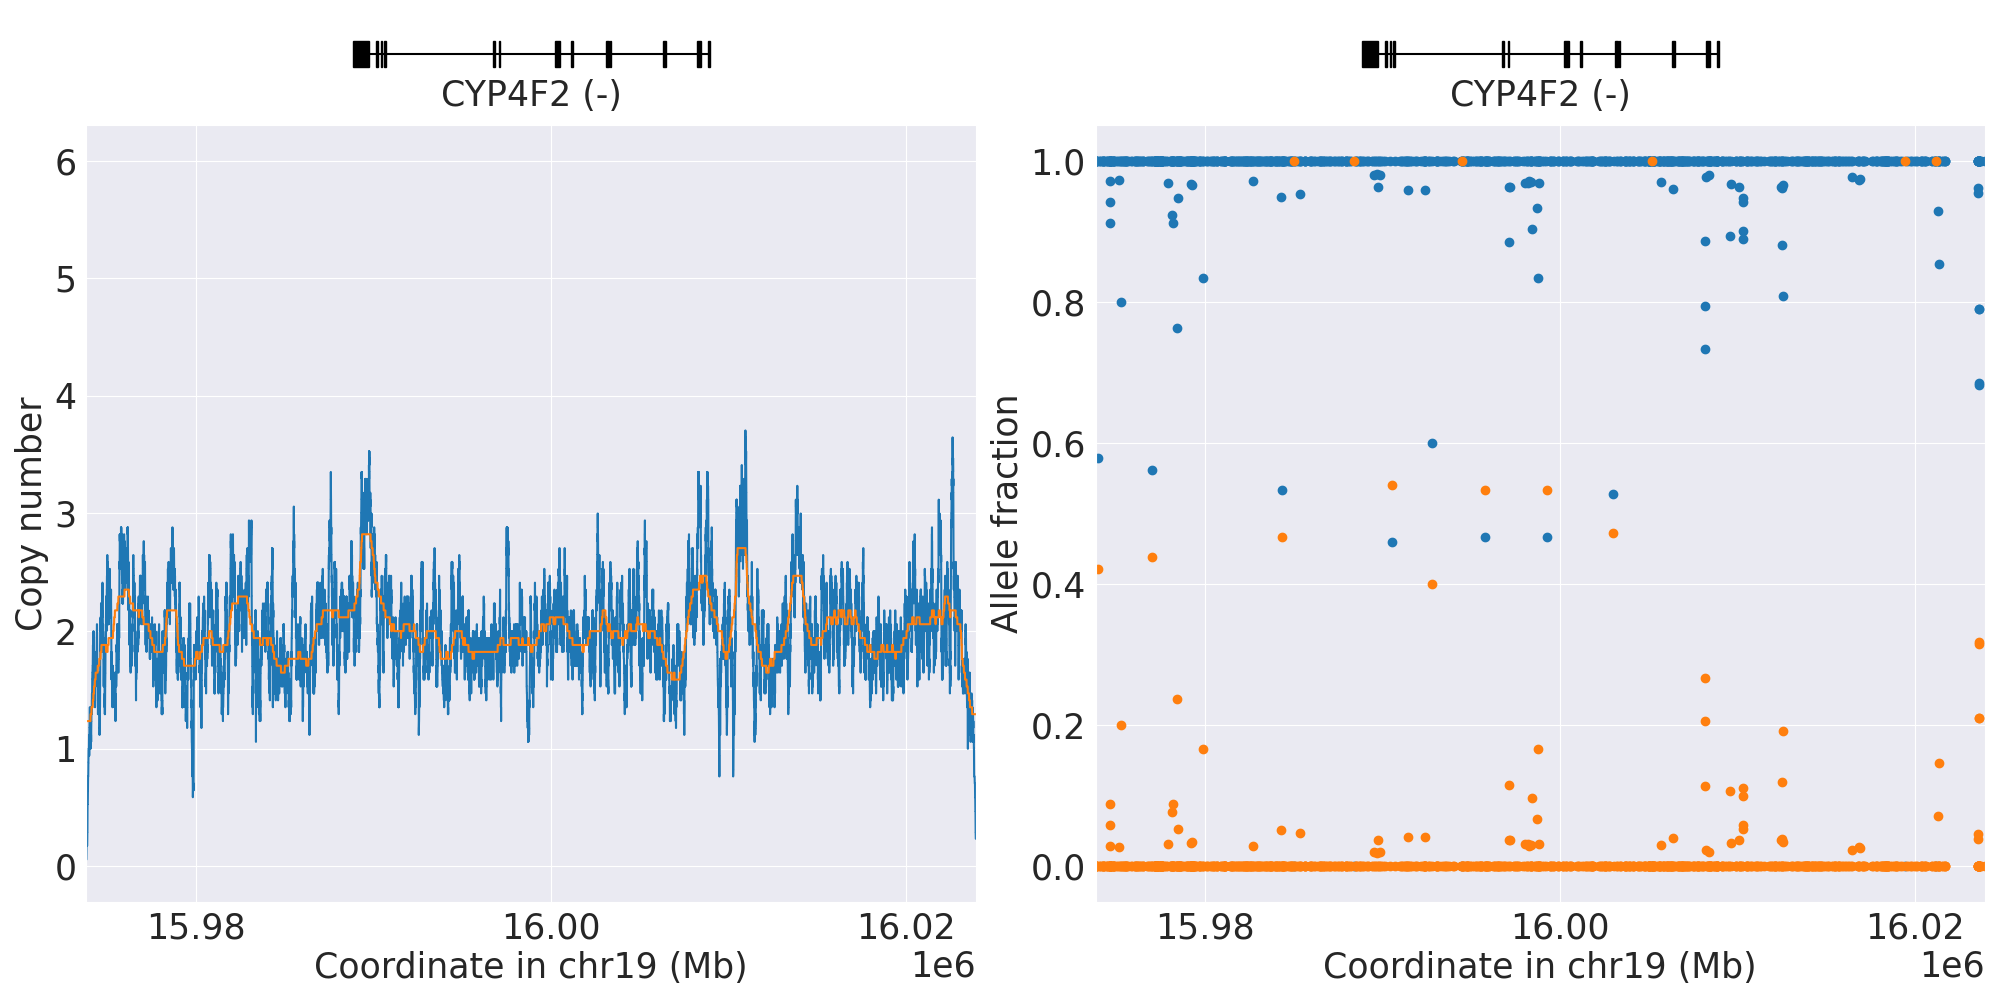 CYP4F2 (-)
6
5
4
3
2
1
0
Copy number
15.98
16.00
16.02
Coordinate in chr19 (Mb)
1e6
CYP4F2 (-)
1.0
0.8
0.6
0.4
0.2
0.0
Allele fraction
15.98
16.00
16.02
Coordinate in chr19 (Mb)
1e6